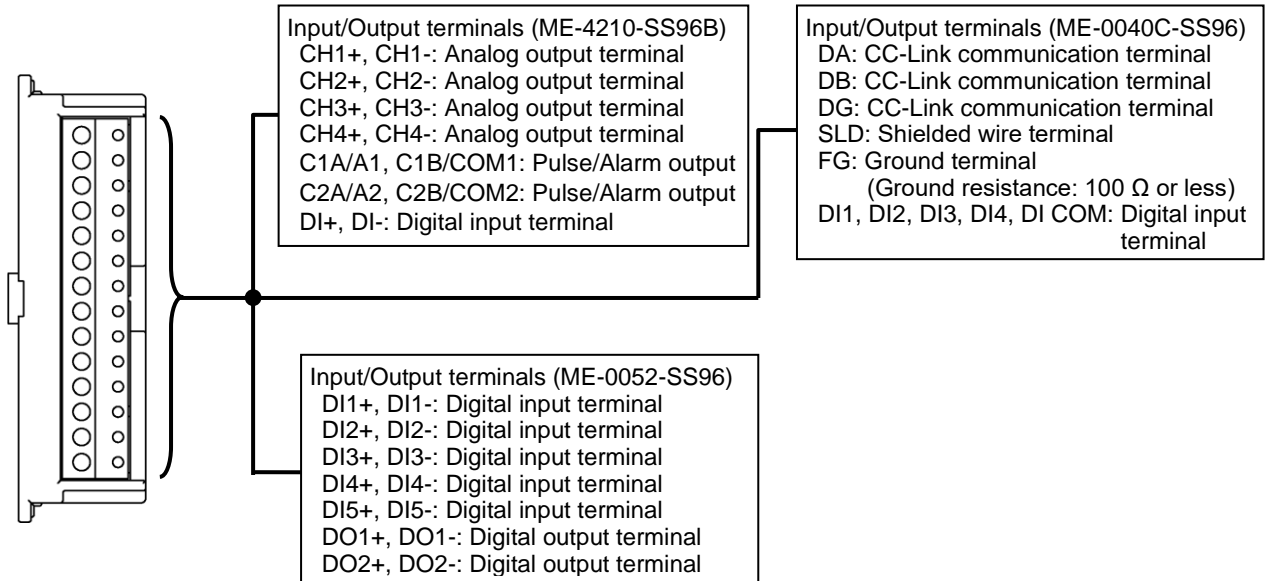 Input/Output terminals (ME-4210-SS96B)
CH1+, CH1-: Analog output terminal
CH2+, CH2-: Analog output terminal
CH3+, CH3-: Analog output terminal
CH4+, CH4-: Analog output terminal
C1A/A1, C1B/COM1: Pulse/Alarm output
C2A/A2, C2B/COM2: Pulse/Alarm output
DI+, DI-: Digital input terminal
Input/Output terminals (ME-0040C-SS96)
DA: CC-Link communication terminal
DB: CC-Link communication terminal
DG: CC-Link communication terminal
SLD: Shielded wire terminal
FG: Ground terminal
(Ground resistance: 100 Ω or less)
DI1, DI2, DI3, DI4, DI COM: Digital input
terminal
Input/Output terminals (ME-0052-SS96)
DI1+, DI1-: Digital input terminal
DI2+, DI2-: Digital input terminal
DI3+, DI3-: Digital input terminal
DI4+, DI4-: Digital input terminal
DI5+, DI5-: Digital input terminal
DO1+, DO1-: Digital output terminal
DO2+, DO2-: Digital output terminal